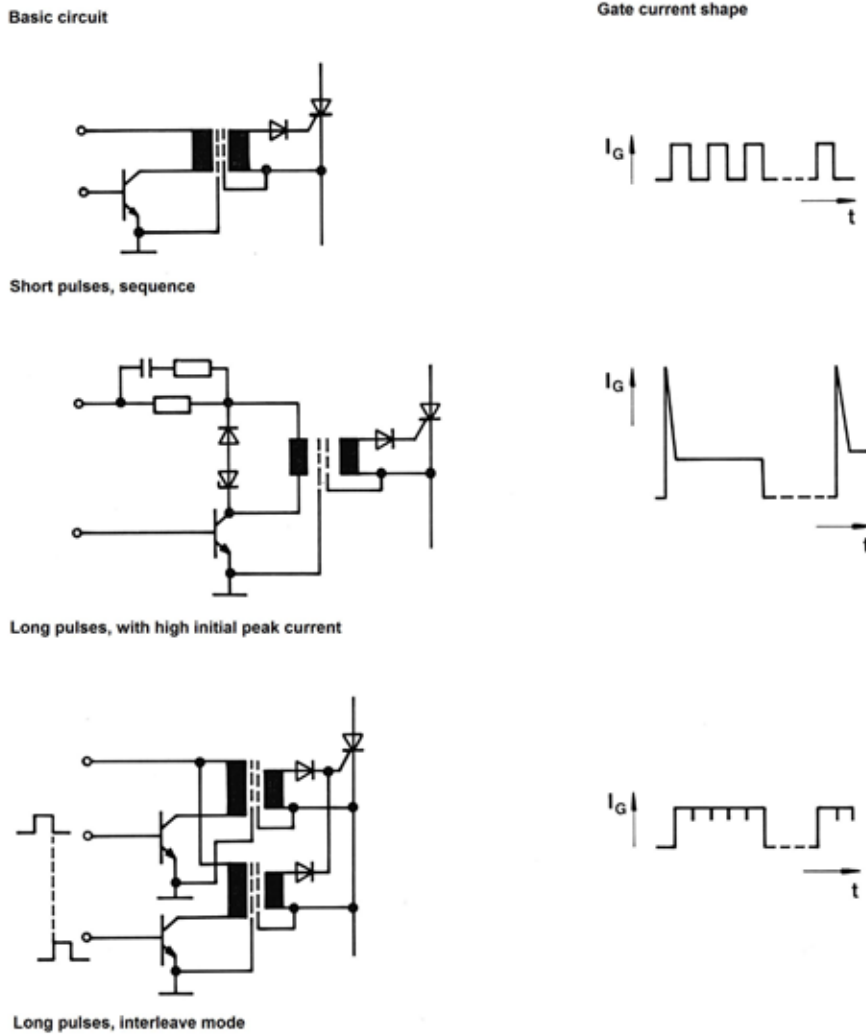 Basic circuit
Gate current shape
I_G
t
Short pulses, sequence
I_G
t
Long pulses, with high initial peak current
I_G
t
Long pulses, interleave mode